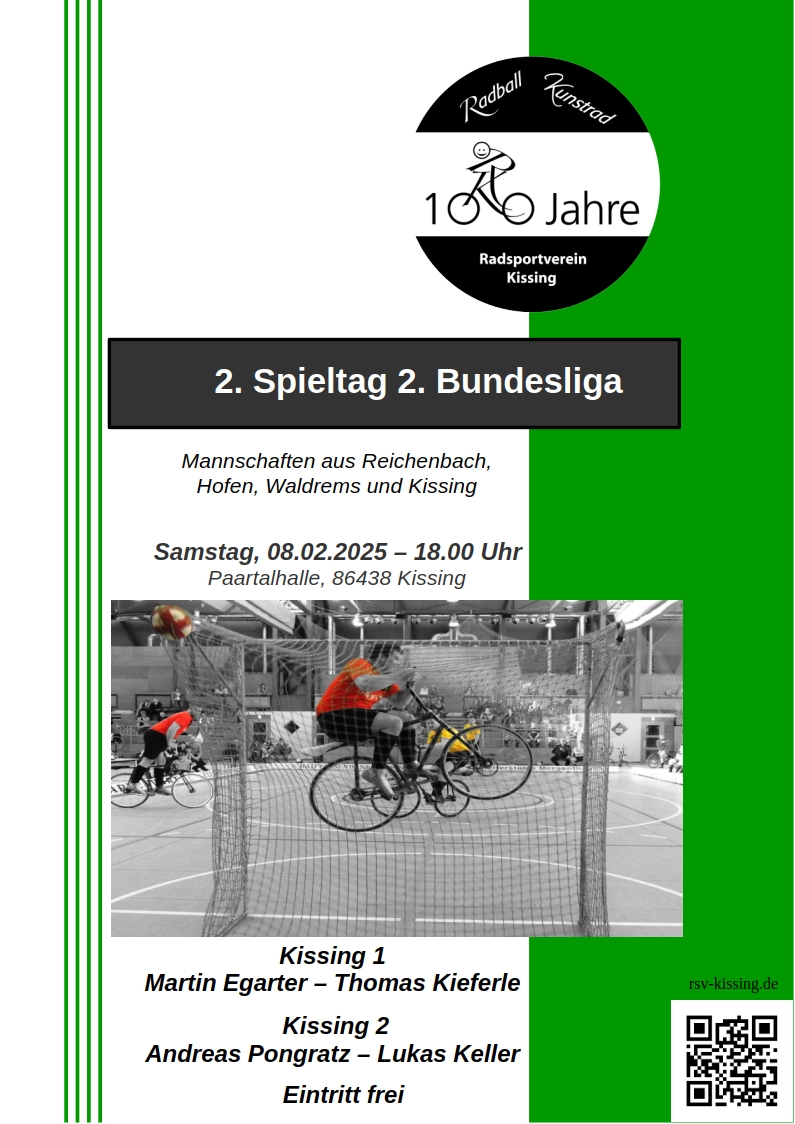 Radball Kunstrad
100 Jahre
Radsportverein
Kissing
2. Spieltag 2. Bundesliga
Mannschaften aus Reichenbach,
Hofen, Waldrems und Kissing
Samstag, 08.02.2025 – 18.00 Uhr
Paartalhalle, 86438 Kissing
Kissing 1
Martin Egarter – Thomas Kieferle
Kissing 2
Andreas Pongratz – Lukas Keller
Eintritt frei
rsv-kissing.de